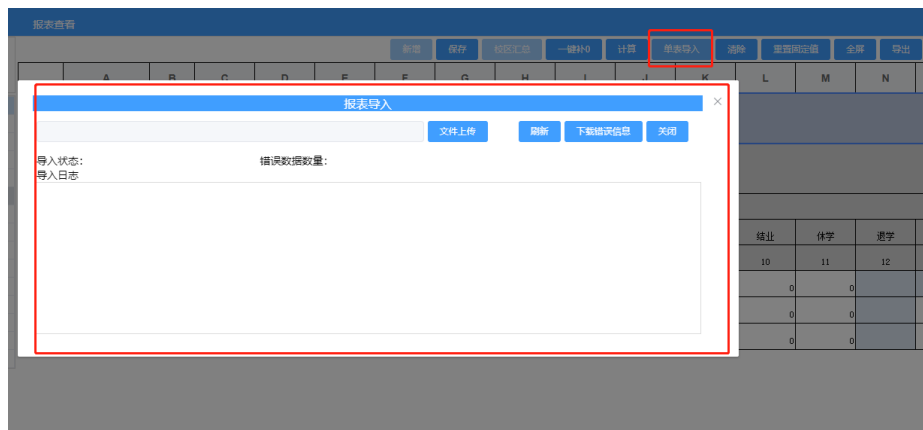 报表查看
新增 保存 校区汇总 一键补0 计算 单表导入 清除 重置固定值 全屏 导出
A B C D E F G H I J K L M N
报表导入 ×
文件上传 刷新 下载错误信息 关闭
导入状态: 错误数据数量:
导入日志
结业 休学 退学
10 11 12
0 0
0 0
0 0